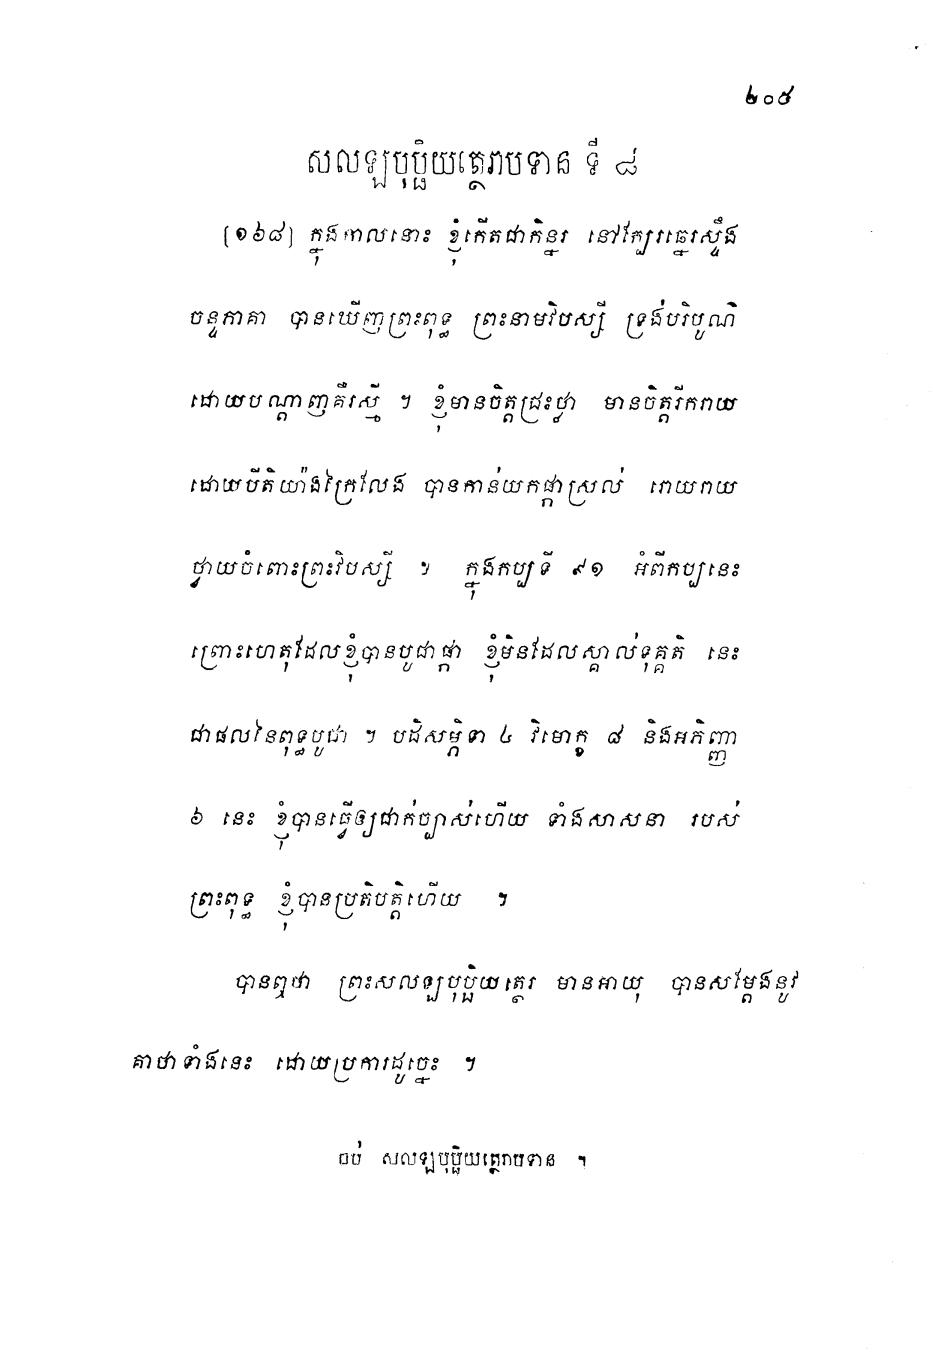 ២០៥
សលឡបុប្ផិយត្ថេរាបទាន ទី ៨
[១៦៨] ក្នុងកាលនោះ ខ្ញុំកើតជាកិន្នរ នៅក្បែរឆ្នេរស្ទឹង
ចន្ទភាគា បានឃើញព្រះពុទ្ធ ព្រះនាមវិបស្សី ទ្រង់បរិបូណ៌
ដោយបណ្តាញគឺរស្មី ។ ខ្ញុំមានចិត្តជ្រះថ្លា មានចិត្តរីករាយ
ដោយបីតិយ៉ាងក្រៃលែង បានកាន់យកផ្កាស្រល់ រោយរាយ
ថ្វាយចំពោះព្រះវិបស្សី ។ ក្នុងកប្បទី ៩១ អំពីកប្បនេះ
ព្រោះហេតុដែលខ្ញុំបានបូជាផ្កា ខ្ញុំមិនដែលស្គាល់ទុគ្គតិ នេះ
ជាផលនៃពុទ្ធបូជា ។ បដិសម្ភិទា ៤ វិមោក្ខ ៨ និងអភិញ្ញា
៦ នេះ ខ្ញុំបានធ្វើឲ្យជាក់ច្បាស់ហើយ ទាំងសាសនា របស់
ព្រះពុទ្ធ ខ្ញុំបានប្រតិបត្តិហើយ ។
បានឮថា ព្រះសលឡបុប្ផិយត្ថេរ មានអាយុ បានសម្តែងនូវ
គាថាទាំងនេះ ដោយប្រការដូច្នេះ ។
ចប់ សលឡបុប្ផិយត្ថេរាបទាន ។